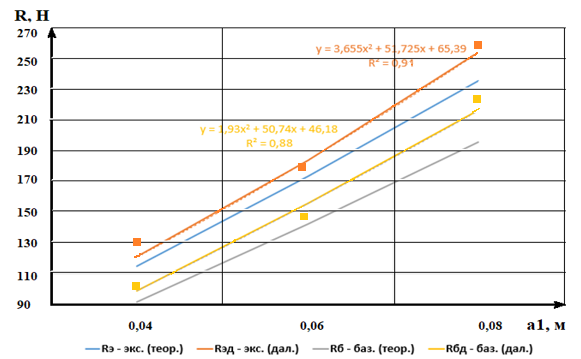 R, Н
270
250
230
210
190
170
150
130
110
90
y = 3,655x² + 51,725x + 65,39
R² = 0,91
y = 1,93x² + 50,74x + 46,18
R² = 0,88
0,04 0,06 0,08 а1, м
Rэ - экс. (теор.) Rэд - экс. (дал.) Rб - баз. (теор.) Rбд - баз. (дал.)